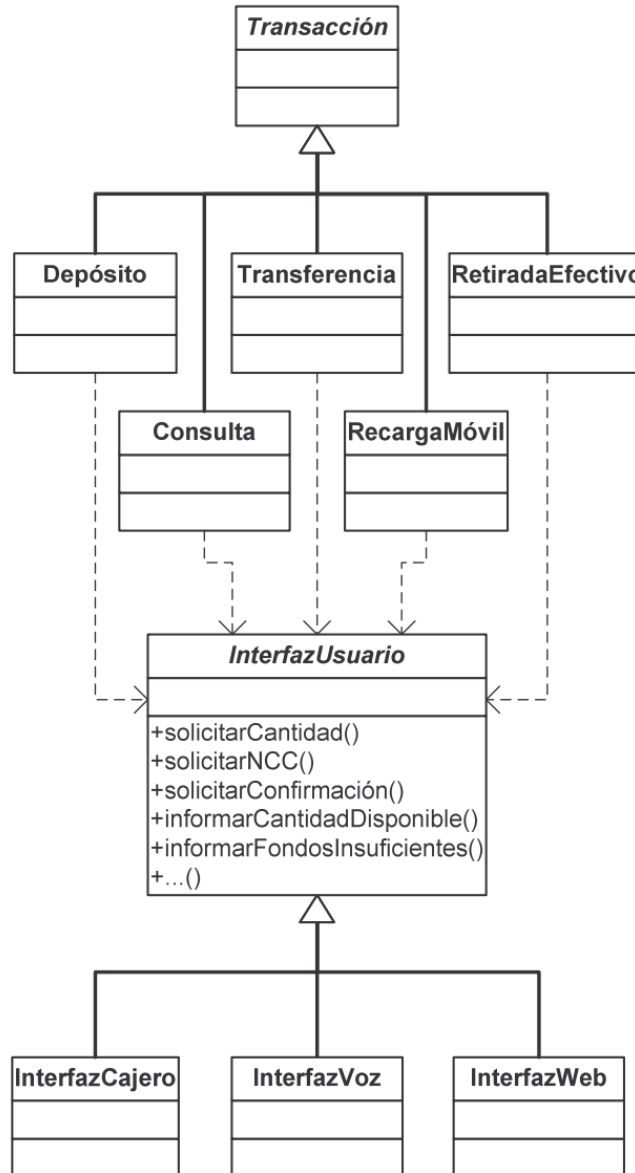 Transacción
Depósito
Transferencia
RetiradaEfectivo
Consulta
RecargaMóvil
InterfazUsuario
+solicitarCantidad()
+solicitarNCC()
+solicitarConfirmación()
+informarCantidadDisponible()
+informarFondosInsuficientes()
+...()
InterfazCajero
InterfazVoz
InterfazWeb